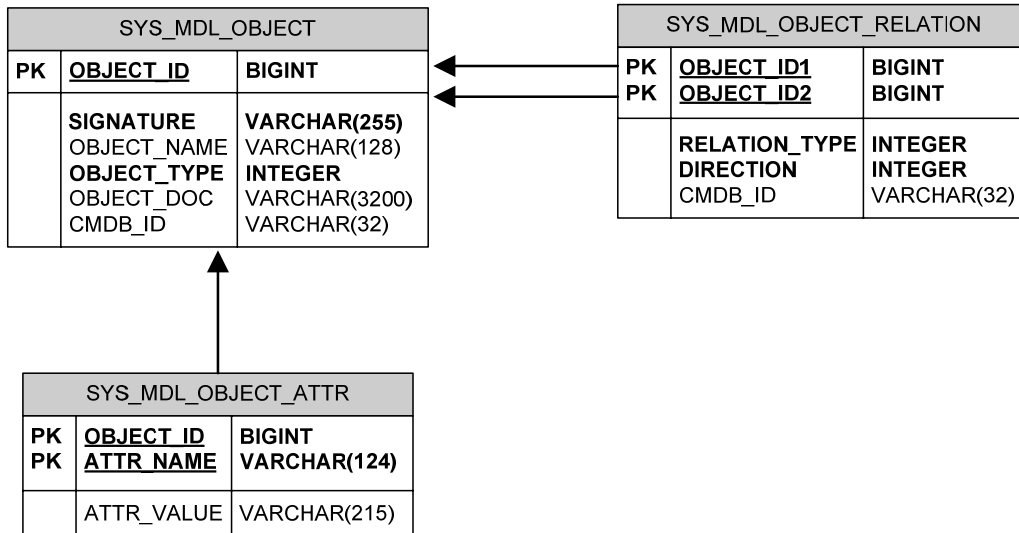 SYS_MDL_OBJECT
PK OBJECT_ID BIGINT
SIGNATURE VARCHAR(255)
OBJECT_NAME VARCHAR(128)
OBJECT_TYPE INTEGER
OBJECT_DOC VARCHAR(3200)
CMDB_ID VARCHAR(32)
SYS_MDL_OBJECT_RELATION
PK OBJECT_ID1 BIGINT
PK OBJECT_ID2 BIGINT
RELATION_TYPE INTEGER
DIRECTION INTEGER
CMDB_ID VARCHAR(32)
SYS_MDL_OBJECT_ATTR
PK OBJECT_ID BIGINT
PK ATTR_NAME VARCHAR(124)
ATTR_VALUE VARCHAR(215)